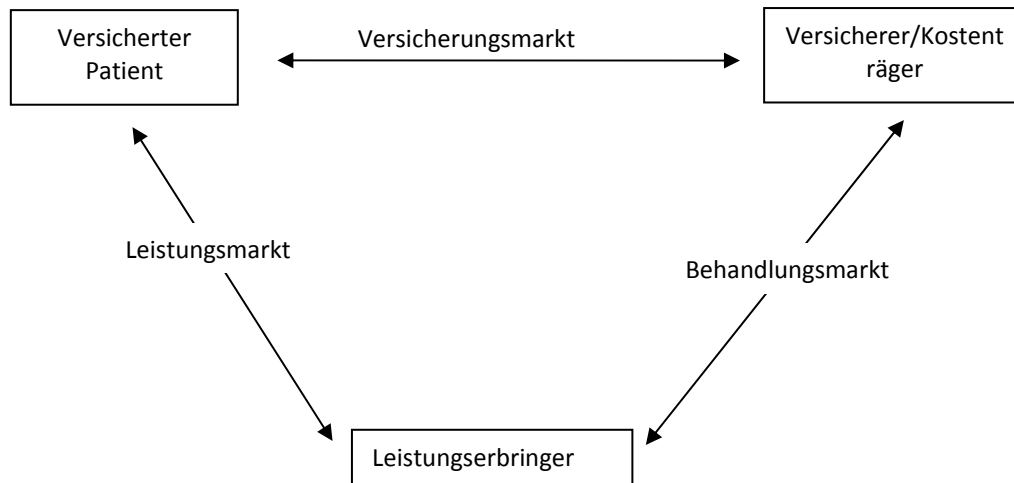 Versicherter
Patient
Versicherungsmarkt
Versicherer/Kostent
räger
Leistungsmarkt
Behandlungsmarkt
Leistungserbringer